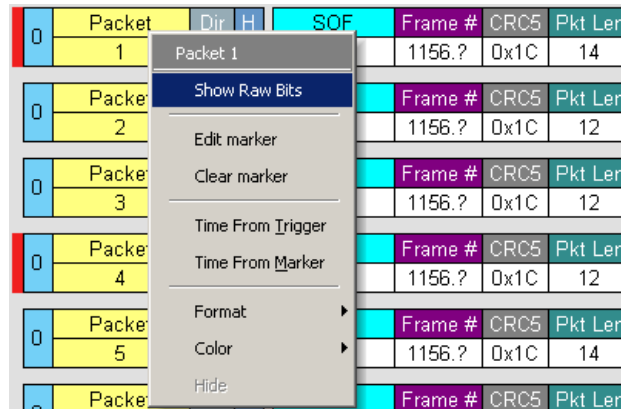 Packet Dir H SOF Frame # CRC5 Pkt Len
0
1 1156.? 0x1C 14
Packet 1
Show Raw Bits
Edit marker
Clear marker
Time From Trigger
Time From Marker
Format
Color
Hide
Packet Frame # CRC5 Pkt Len
0
2 1156.? 0x1C 12
Packet Frame # CRC5 Pkt Len
0
3 1156.? 0x1C 12
Packet Frame # CRC5 Pkt Len
0
4 1156.? 0x1C 12
Packet Frame # CRC5 Pkt Len
0
5 1156.? 0x1C 14
Packet Frame # CRC5 Pkt Len
0